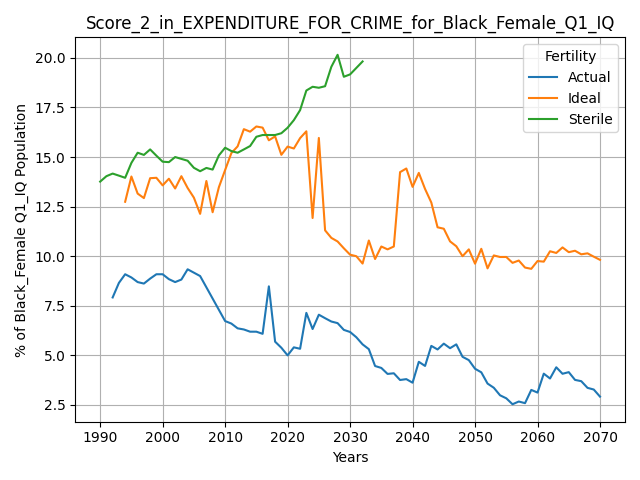 Score_2_in_EXPENDITURE_FOR_CRIME_for_Black_Female_Q1_IQ
Fertility
Actual
Ideal
Sterile
% of Black_Female Q1_IQ Population
20.0
17.5
15.0
12.5
10.0
7.5
5.0
2.5
1990 2000 2010 2020 2030 2040 2050 2060 2070
Years